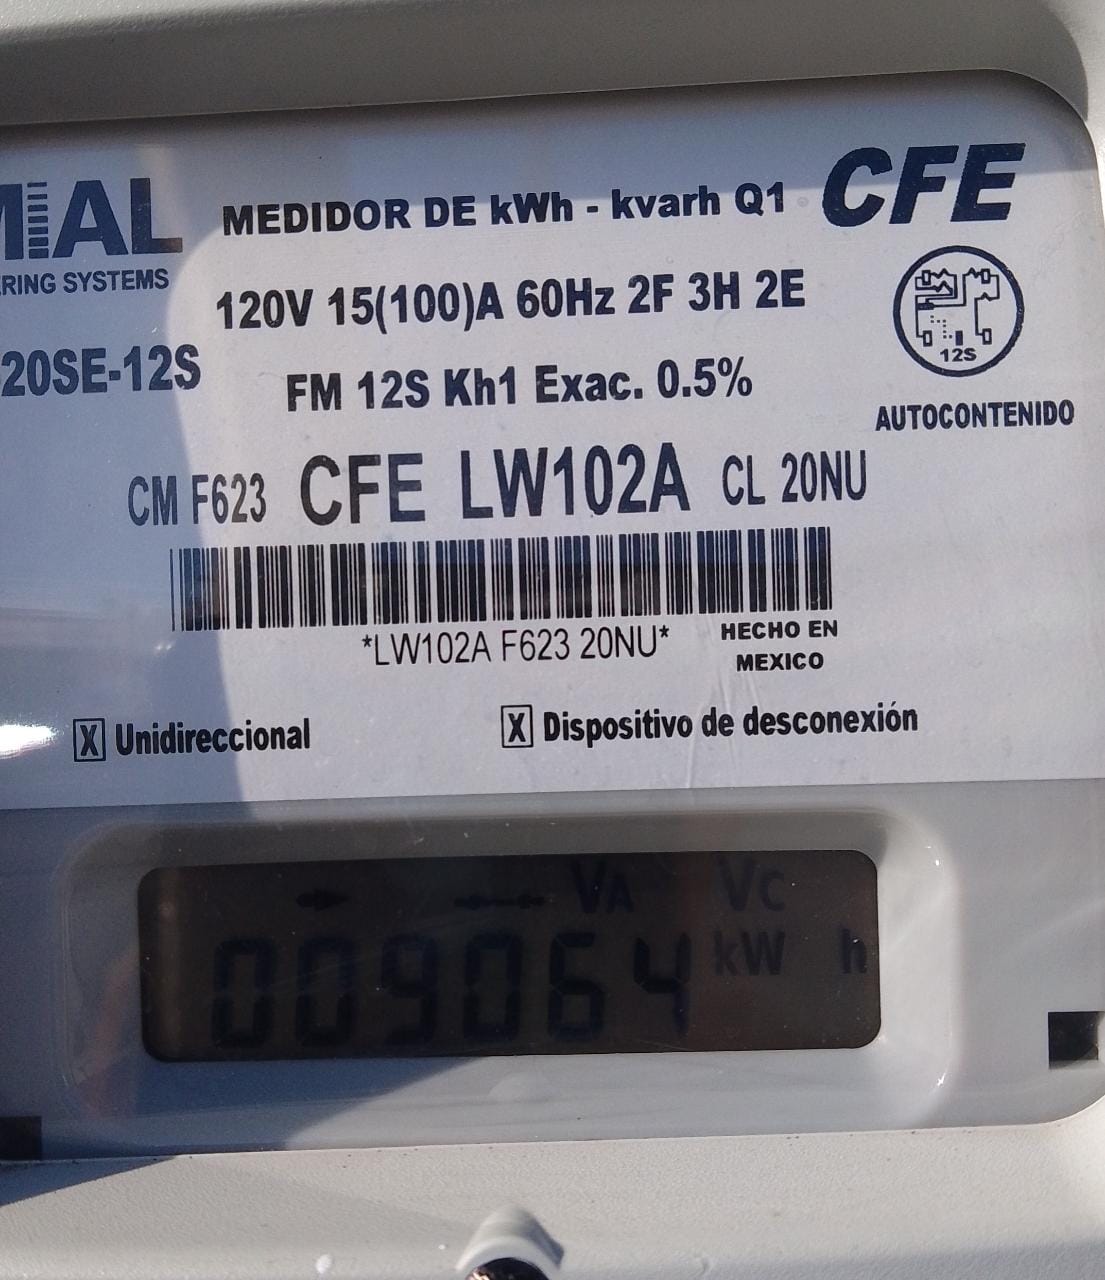 MIAL
RING SYSTEMS
MEDIDOR DE kWh - kvarh Q1
CFE
120V 15(100)A 60Hz 2F 3H 2E
12S
20SE-12S
FM 12S Kh1 Exac. 0.5%
AUTOCONTENIDO
CM F623 CFE LW102A CL 20NU
*LW102A F623 20NU*
HECHO EN
MEXICO
X Unidireccional
X Dispositivo de desconexión
VA VC
009064 kW h